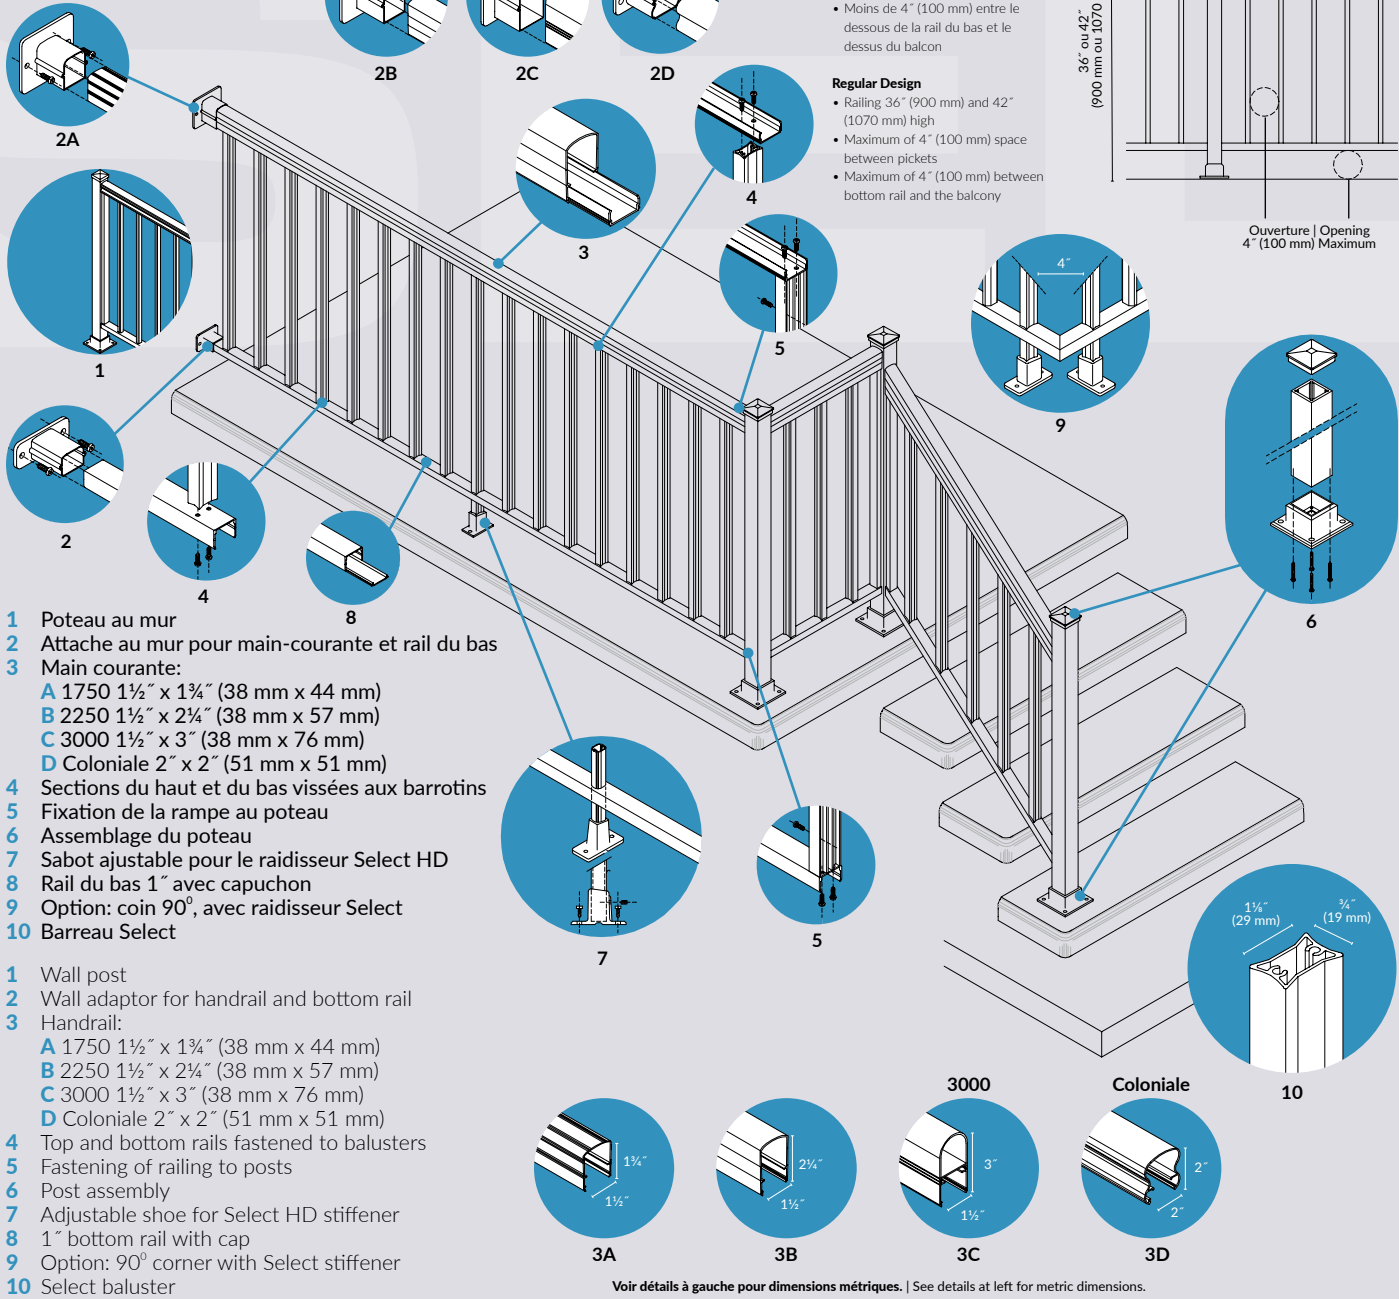 2A
2B
2C
2D
• Moins de 4˝ (100 mm) entre le
dessous de la rail du bas et le
dessus du balcon
Regular Design
• Railing 36˝ (900 mm) and 42˝
(1070 mm) high
• Maximum of 4˝ (100 mm) space
between pickets
• Maximum of 4˝ (100 mm) between
bottom rail and the balcony
36˝ ou 42˝
(900 mm ou 1070
Ouverture | Opening
4˝ (100 mm) Maximum
1
3
4
5
4˝
9
2
4
8
6
1 Poteau au mur
2 Attache au mur pour main-courante et rail du bas
3 Main courante:
A 1750 1½˝ x 1¾˝ (38 mm x 44 mm)
B 2250 1½˝ x 2¼˝ (38 mm x 57 mm)
C 3000 1½˝ x 3˝ (38 mm x 76 mm)
D Coloniale 2˝ x 2˝ (51 mm x 51 mm)
4 Sections du haut et du bas vissées aux barrotins
5 Fixation de la rampe au poteau
6 Assemblage du poteau
7 Sabot ajustable pour le raidisseur Select HD
8 Rail du bas 1˝ avec capuchon
9 Option: coin 90⁰, avec raidisseur Select
10 Barreau Select
7
5
1⅛˝
(29 mm)
¾˝
(19 mm)
10
1 Wall post
2 Wall adaptor for handrail and bottom rail
3 Handrail:
A 1750 1½˝ x 1¾˝ (38 mm x 44 mm)
B 2250 1½˝ x 2¼˝ (38 mm x 57 mm)
C 3000 1½˝ x 3˝ (38 mm x 76 mm)
D Coloniale 2˝ x 2˝ (51 mm x 51 mm)
4 Top and bottom rails fastened to balusters
5 Fastening of railing to posts
6 Post assembly
7 Adjustable shoe for Select HD stiffener
8 1˝ bottom rail with cap
9 Option: 90⁰ corner with Select stiffener
10 Select baluster
1¾˝
1½˝
3A
2¼˝
1½˝
3B
3000
3˝
1½˝
3C
Coloniale
2˝
2˝
3D
Voir détails à gauche pour dimensions métriques. | See details at left for metric dimensions.